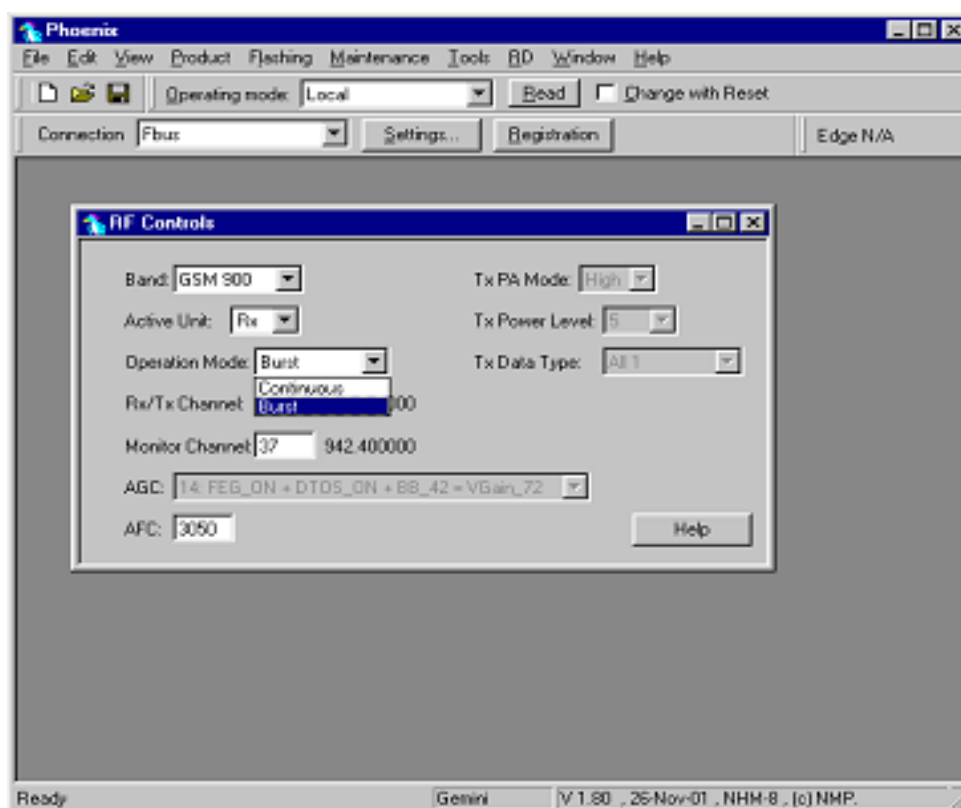 Phoenix
File Edit View Product Flashing Maintenance Tools RD Window Help
Operating mode: Local Read Change with Reset
Connection Fbus Settings... Registration Edge N/A
RF Controls
Band: GSM 900 Tx PA Mode: High
Active Unit: Rx Tx Power Level: 5
Operation Mode: Burst Tx Data Type: All 1
Continuous
Rx/Tx Channel: Burst 000
Monitor Channel: 37 942.400000
AGC: 14: FEG_ON + DTOS_ON + BB_42 = VGain_72
AFC: 3050 Help
Ready Gemini V 1.80 , 26-Nov-01 , NHM-8 , (c) NMP.